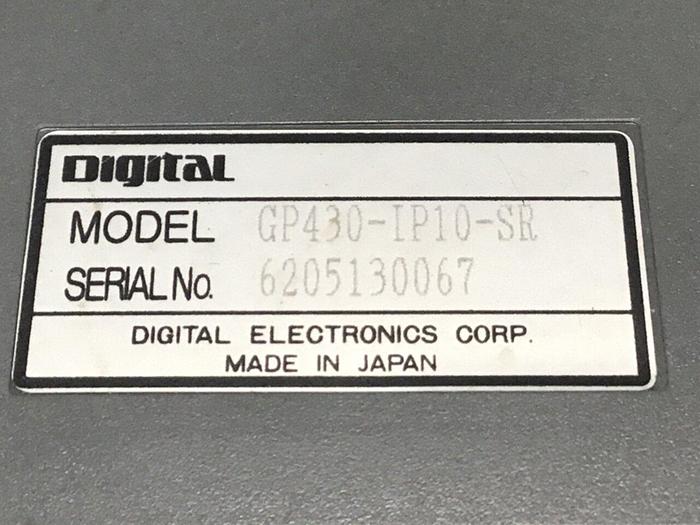 Digital
MODEL GP430-IP10-SR
SERIAL No. 6205130067
DIGITAL ELECTRONICS CORP.
MADE IN JAPAN